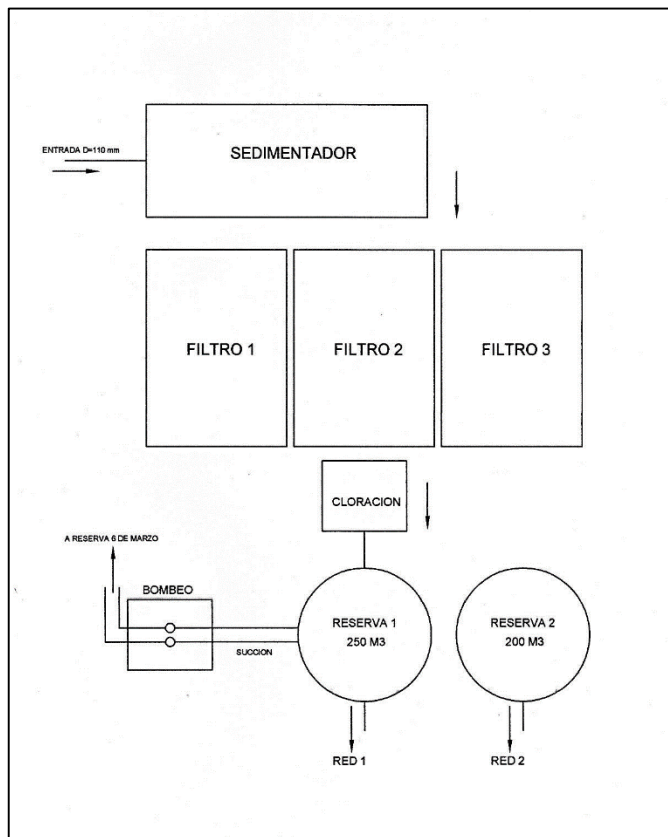 ENTRADA D=110 mm
SEDIMENTADOR
FILTRO 1
FILTRO 2
FILTRO 3
CLORACION
A RESERVA 6 DE MARZO
BOMBEO
SUCCION
RESERVA 1
250 M3
RESERVA 2
200 M3
RED 1
RED 2